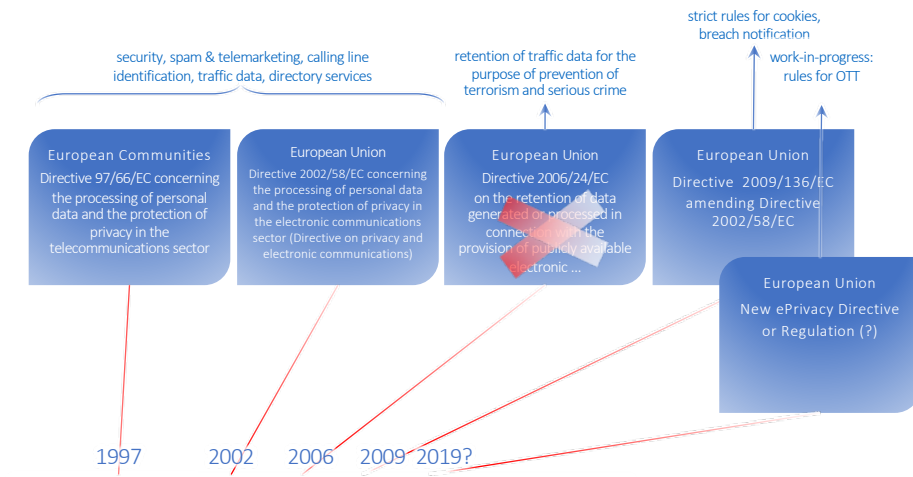 strict rules for cookies,
breach notification
security, spam & telemarketing, calling line
identification, traffic data, directory services
retention of traffic data for the
purpose of prevention of
terrorism and serious crime
work-in-progress:
rules for OTT
European Communities
Directive 97/66/EC concerning
the processing of personal
data and the protection of
privacy in the
telecommunications sector
European Union
Directive 2002/58/EC concerning
the processing of personal data
and the protection of privacy in
the electronic communications
sector (Directive on privacy and
electronic communications)
European Union
Directive 2006/24/EC
on the retention of data
generated or processed in
connection with the
provision of publicly available
electronic ...
European Union
Directive 2009/136/EC
amending Directive
2002/58/EC
European Union
New ePrivacy Directive
or Regulation (?)
1997 2002 2006 2009 2019?